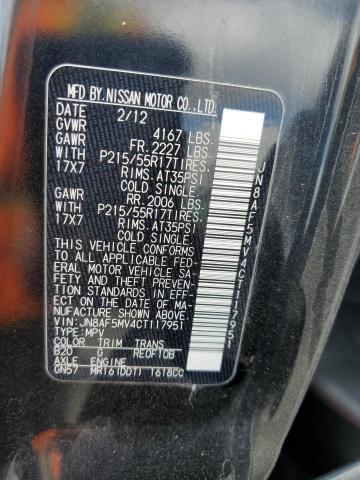 MFD BY. NISSAN MOTOR CO., LTD.
DATE 2/12
GVWR 4167 LBS.
GAWR FR. 2227 LBS.
WITH P215/55R17TIRES.
17X7 RIMS. AT35PSI
COLD SINGLE.
GAWR RR. 2006 LBS.
WITH P215/55R17TIRES.
17X7 RIMS. AT35PSI
COLD SINGLE.
THIS VEHICLE CONFORMS
TO ALL APPLICABLE FED-
ERAL MOTOR VEHICLE SA-
FETY AND THEFT PREVENTI-
ON STANDARDS IN EFFECT
ON THE DATE OF MA-
NUFACTURE SHOWN ABOVE.
VIN: JN8AF5MV4CT117951
TYPE: MPV
COLOR TRIM TRANS
B20 G RE0F10B
AXLE ENGINE
GN57 MR16(DDT) 1618CC
JN8AF5MV4CT117951